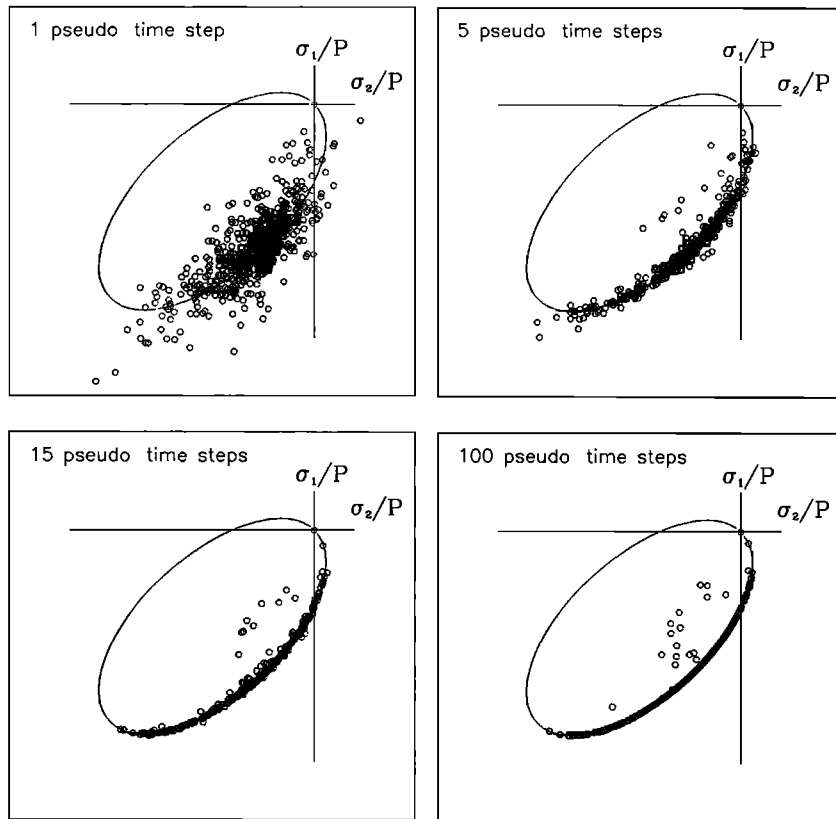 1 pseudo time step
σ₁/P
σ₂/P
5 pseudo time steps
σ₁/P
σ₂/P
15 pseudo time steps
σ₁/P
σ₂/P
100 pseudo time steps
σ₁/P
σ₂/P